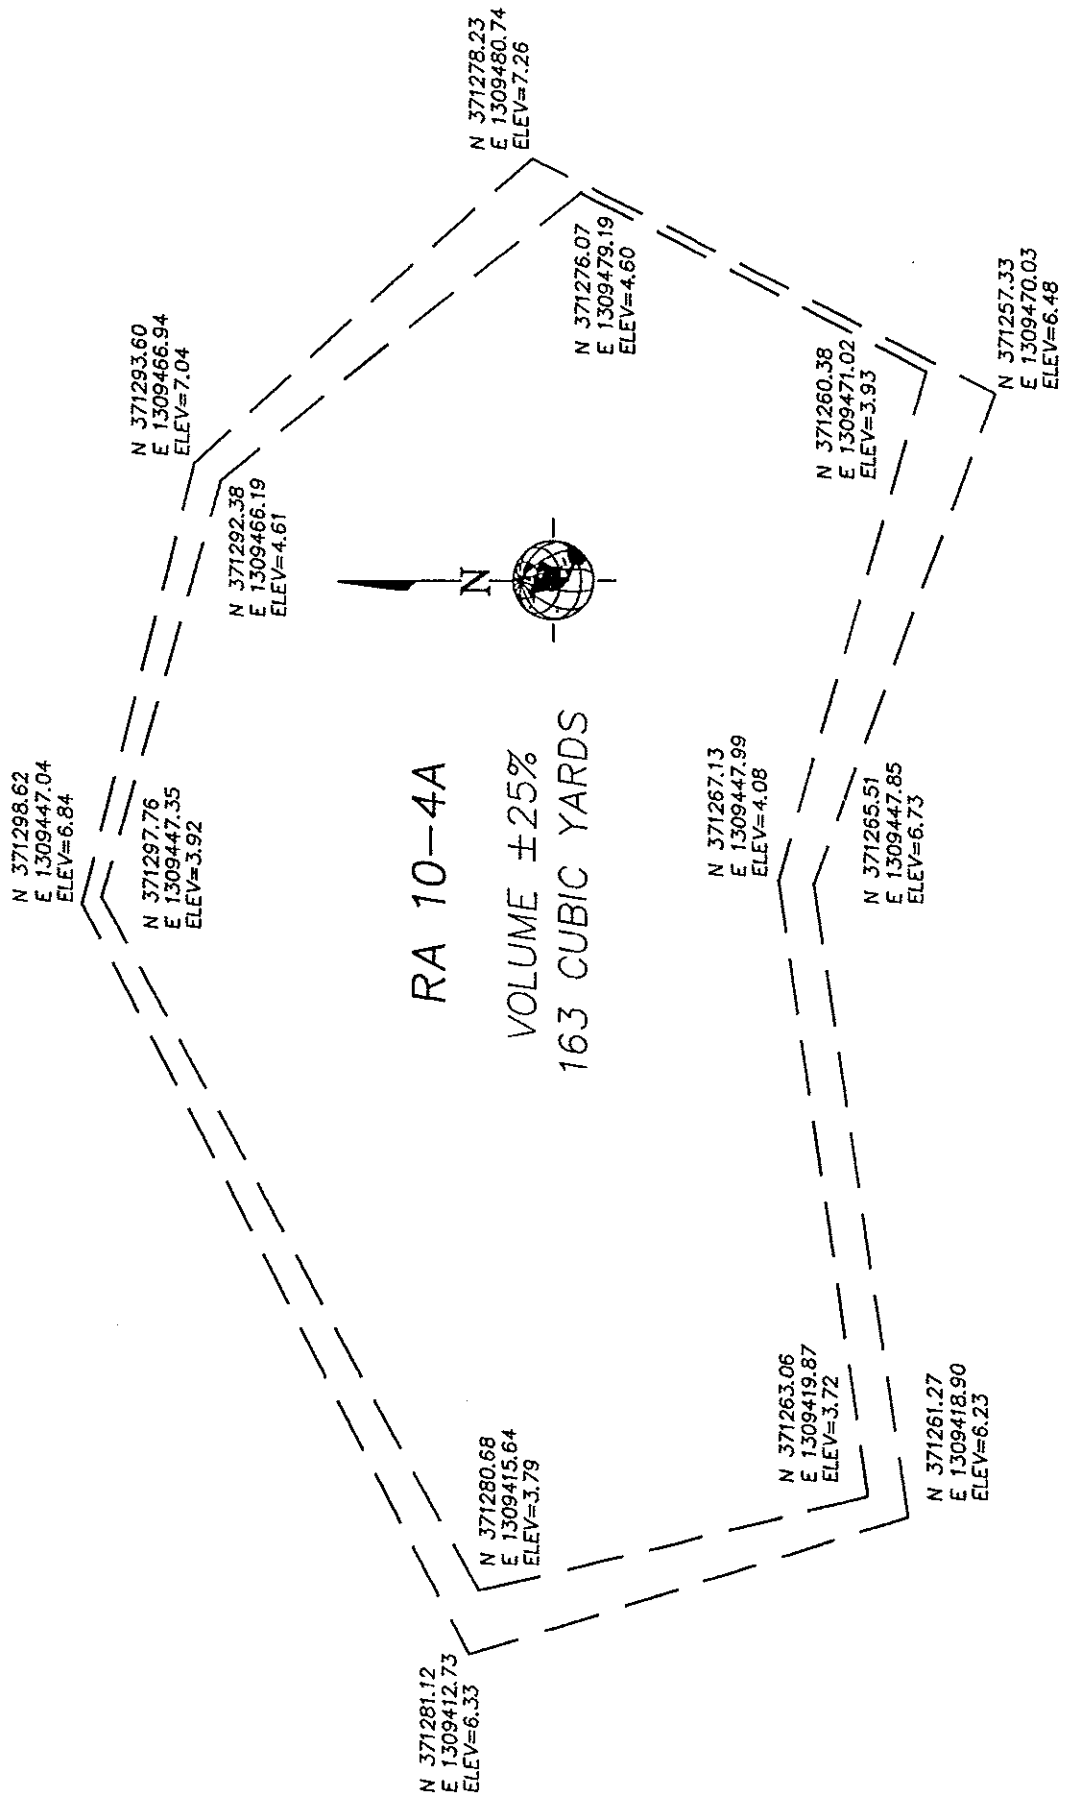 N 371298.62
E 1309447.04
ELEV=6.84
N 371297.76
E 1309447.35
ELEV=3.92
N 371293.60
E 1309466.94
ELEV=7.04
N 371292.38
E 1309466.19
ELEV=4.61
N 371278.23
E 1309480.74
ELEV=7.26
N 371276.07
E 1309479.19
ELEV=4.60
N
RA 10-4A
VOLUME ±25%
163 CUBIC YARDS
N 371281.12
E 1309412.73
ELEV=6.33
N 371280.68
E 1309415.64
ELEV=3.79
N 371267.13
E 1309447.99
ELEV=4.08
N 371265.51
E 1309447.85
ELEV=6.73
N 371260.38
E 1309471.02
ELEV=3.93
N 371257.33
E 1309470.03
ELEV=6.48
N 371263.06
E 1309419.87
ELEV=3.72
N 371261.27
E 1309418.90
ELEV=6.23